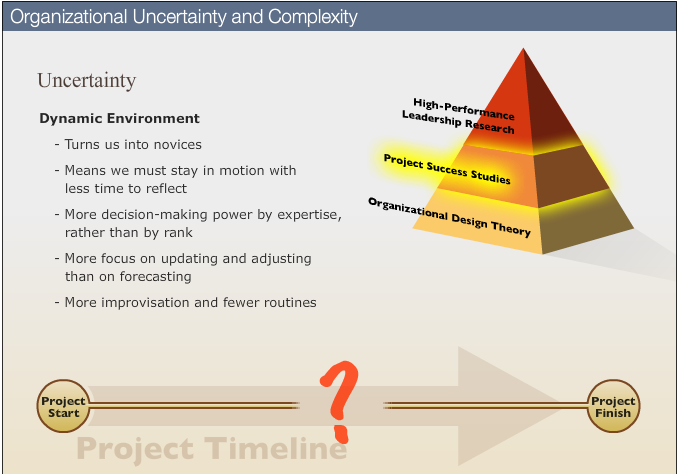 Organizational Uncertainty and Complexity
Uncertainty
Dynamic Environment
- Turns us into novices
- Means we must stay in motion with
less time to reflect
- More decision-making power by expertise,
rather than by rank
- More focus on updating and adjusting
than on forecasting
- More improvisation and fewer routines
High-Performance
Leadership Research
Project Success Studies
Organizational Design Theory
Project
Start
?
Project
Finish
Project Timeline